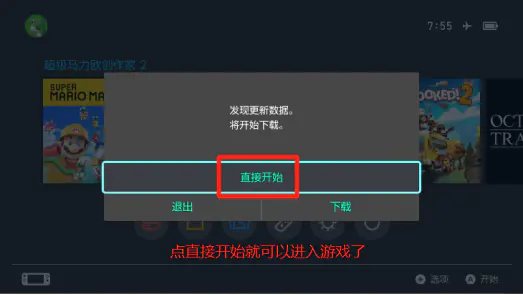 7:55
超级马力欧创作家 2
SUPER
MARIO MA
OOKED!2
OCT
TRA
发现更新数据。
将开始下载。
直接开始
退出
下载
点直接开始就可以进入游戏了
+ 选项
A 开始